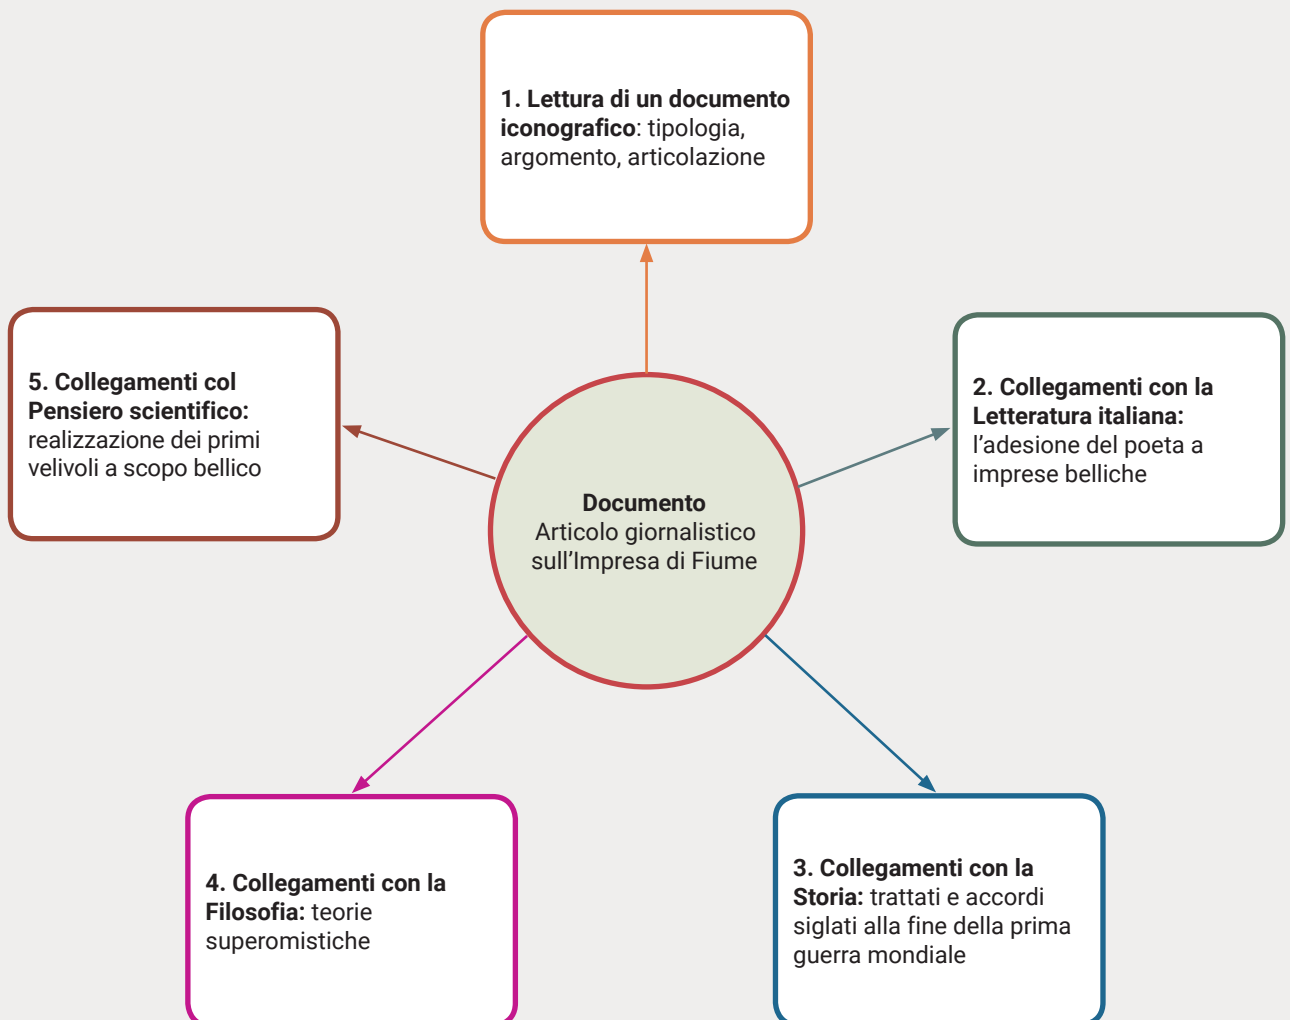 1. Lettura di un documento
iconografico: tipologia,
argomento, articolazione
5. Collegamenti col
Pensiero scientifico:
realizzazione dei primi
velivoli a scopo bellico
2. Collegamenti con la
Letteratura italiana:
l’adesione del poeta a
imprese belliche
Documento
Articolo giornalistico
sull’Impresa di Fiume
4. Collegamenti con la
Filosofia: teorie
superomistiche
3. Collegamenti con la
Storia: trattati e accordi
siglati alla fine della prima
guerra mondiale